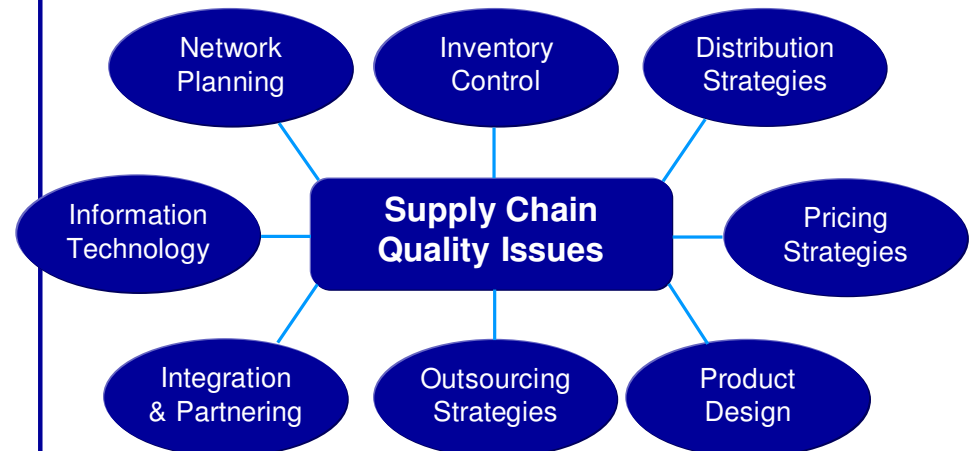 Network
Planning
Inventory
Control
Distribution
Strategies
Information
Technology
Supply Chain
Quality Issues
Pricing
Strategies
Integration
& Partnering
Outsourcing
Strategies
Product
Design